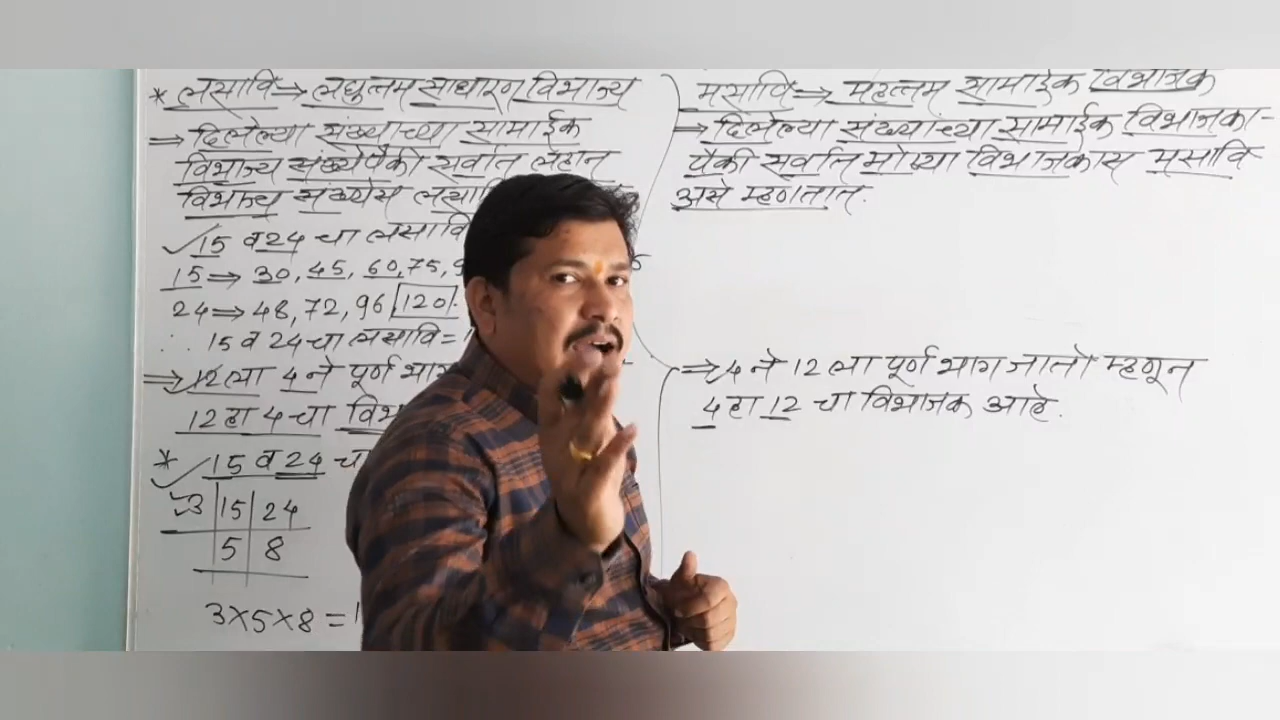 * लसावि ⇒ लघुत्तम साधारण विभाज्य
⇒ दिलेल्या संख्याच्या सामाईक
विभाज्य संख्येपैकी सर्वात लहान
विभाज्य संख्येस
✓ 15 व 24 चा लसावि
15 ⇒ 30, 45, 60, 75,
24 ⇒ 48, 72, 96, 120
∴ 15 व 24 चा लसावि =
⇒ 12 ला 4 ने पूर्ण भाग
12 हा 4 चा
* ✓ 15 व 24 चा
3 | 15 | 24
5 | 8
3×5×8 =
मसावि ⇒ महत्तम सामाईक विभाजक
⇒ दिलेल्या संख्यांच्या सामाईक विभाजका-
पैकी सर्वात मोठ्या विभाजकास मसावि
असे म्हणतात.
⇒ 4 ने 12 ला पूर्ण भाग जातो म्हणून
4 हा 12 चा विभाजक आहे.